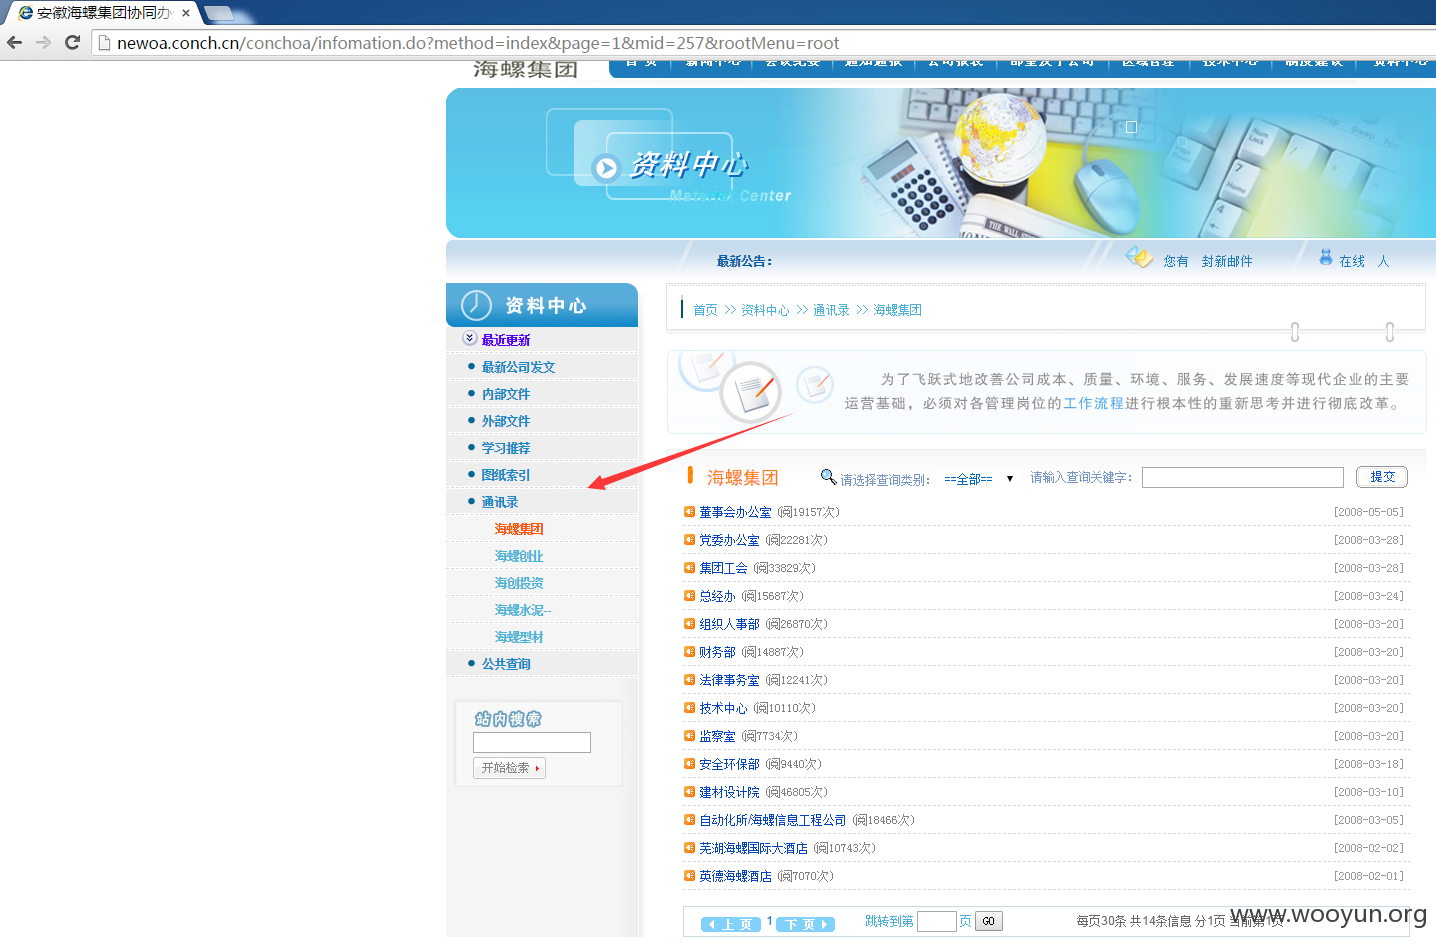 安徽海螺集团协同办
newoa.conch.cn/conchoa/infomation.do?method=index&page=1&mid=257&rootMenu=root
海螺集团
首 页 新闻中心 会议纪要 通知通报 公司报表 部室及子公司 区域管理 技术中心 制度建设 资料中心
资料中心
Material Center
最新公告：
您有 封新邮件
在线 人
资料中心
最近更新
最新公司发文
内部文件
外部文件
学习推荐
图纸索引
通讯录
海螺集团
海螺创业
海创投资
海螺水泥--
海螺型材
公共查询
站内搜索
开始检索
首页 >> 资料中心 >> 通讯录 >> 海螺集团
为了飞跃式地改善公司成本、质量、环境、服务、发展速度等现代企业的主要
运营基础，必须对各管理岗位的工作流程进行根本性的重新思考并进行彻底改革。
海螺集团 请选择查询类别： ==全部== 请输入查询关键字： 提交
董事会办公室 (阅19157次) [2008-05-05]
党委办公室 (阅22281次) [2008-03-28]
集团工会 (阅33829次) [2008-03-28]
总经办 (阅15687次) [2008-03-24]
组织人事部 (阅26870次) [2008-03-20]
财务部 (阅14887次) [2008-03-20]
法律事务室 (阅12241次) [2008-03-20]
技术中心 (阅10110次) [2008-03-20]
监察室 (阅7734次) [2008-03-20]
安全环保部 (阅9440次) [2008-03-18]
建材设计院 (阅46805次) [2008-03-10]
自动化所/海螺信息工程公司 (阅18466次) [2008-03-05]
芜湖海螺国际大酒店 (阅10743次) [2008-02-02]
英德海螺酒店 (阅7070次) [2008-02-01]
上 页 1 下 页 跳转到第 页 GO 每页30条 共14条信息 分1页 当前第1页
www.wooyun.org